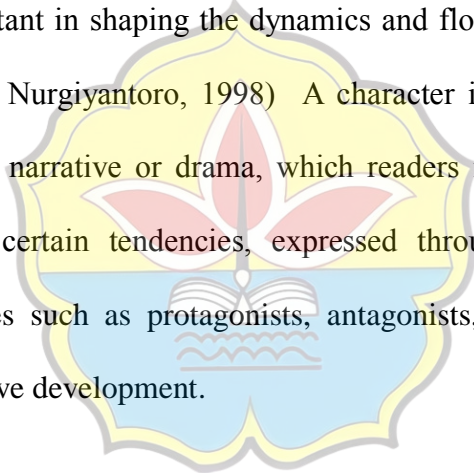 tant in shaping the dynamics and flo
Nurgiyantoro, 1998) A character i
narrative or drama, which readers
certain tendencies, expressed throu
es such as protagonists, antagonists,
ve development.